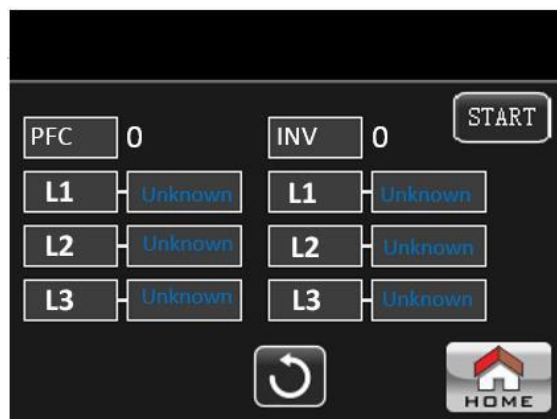 START
PFC 0 INV 0
L1 Unknown L1 Unknown
L2 Unknown L2 Unknown
L3 Unknown L3 Unknown
HOME